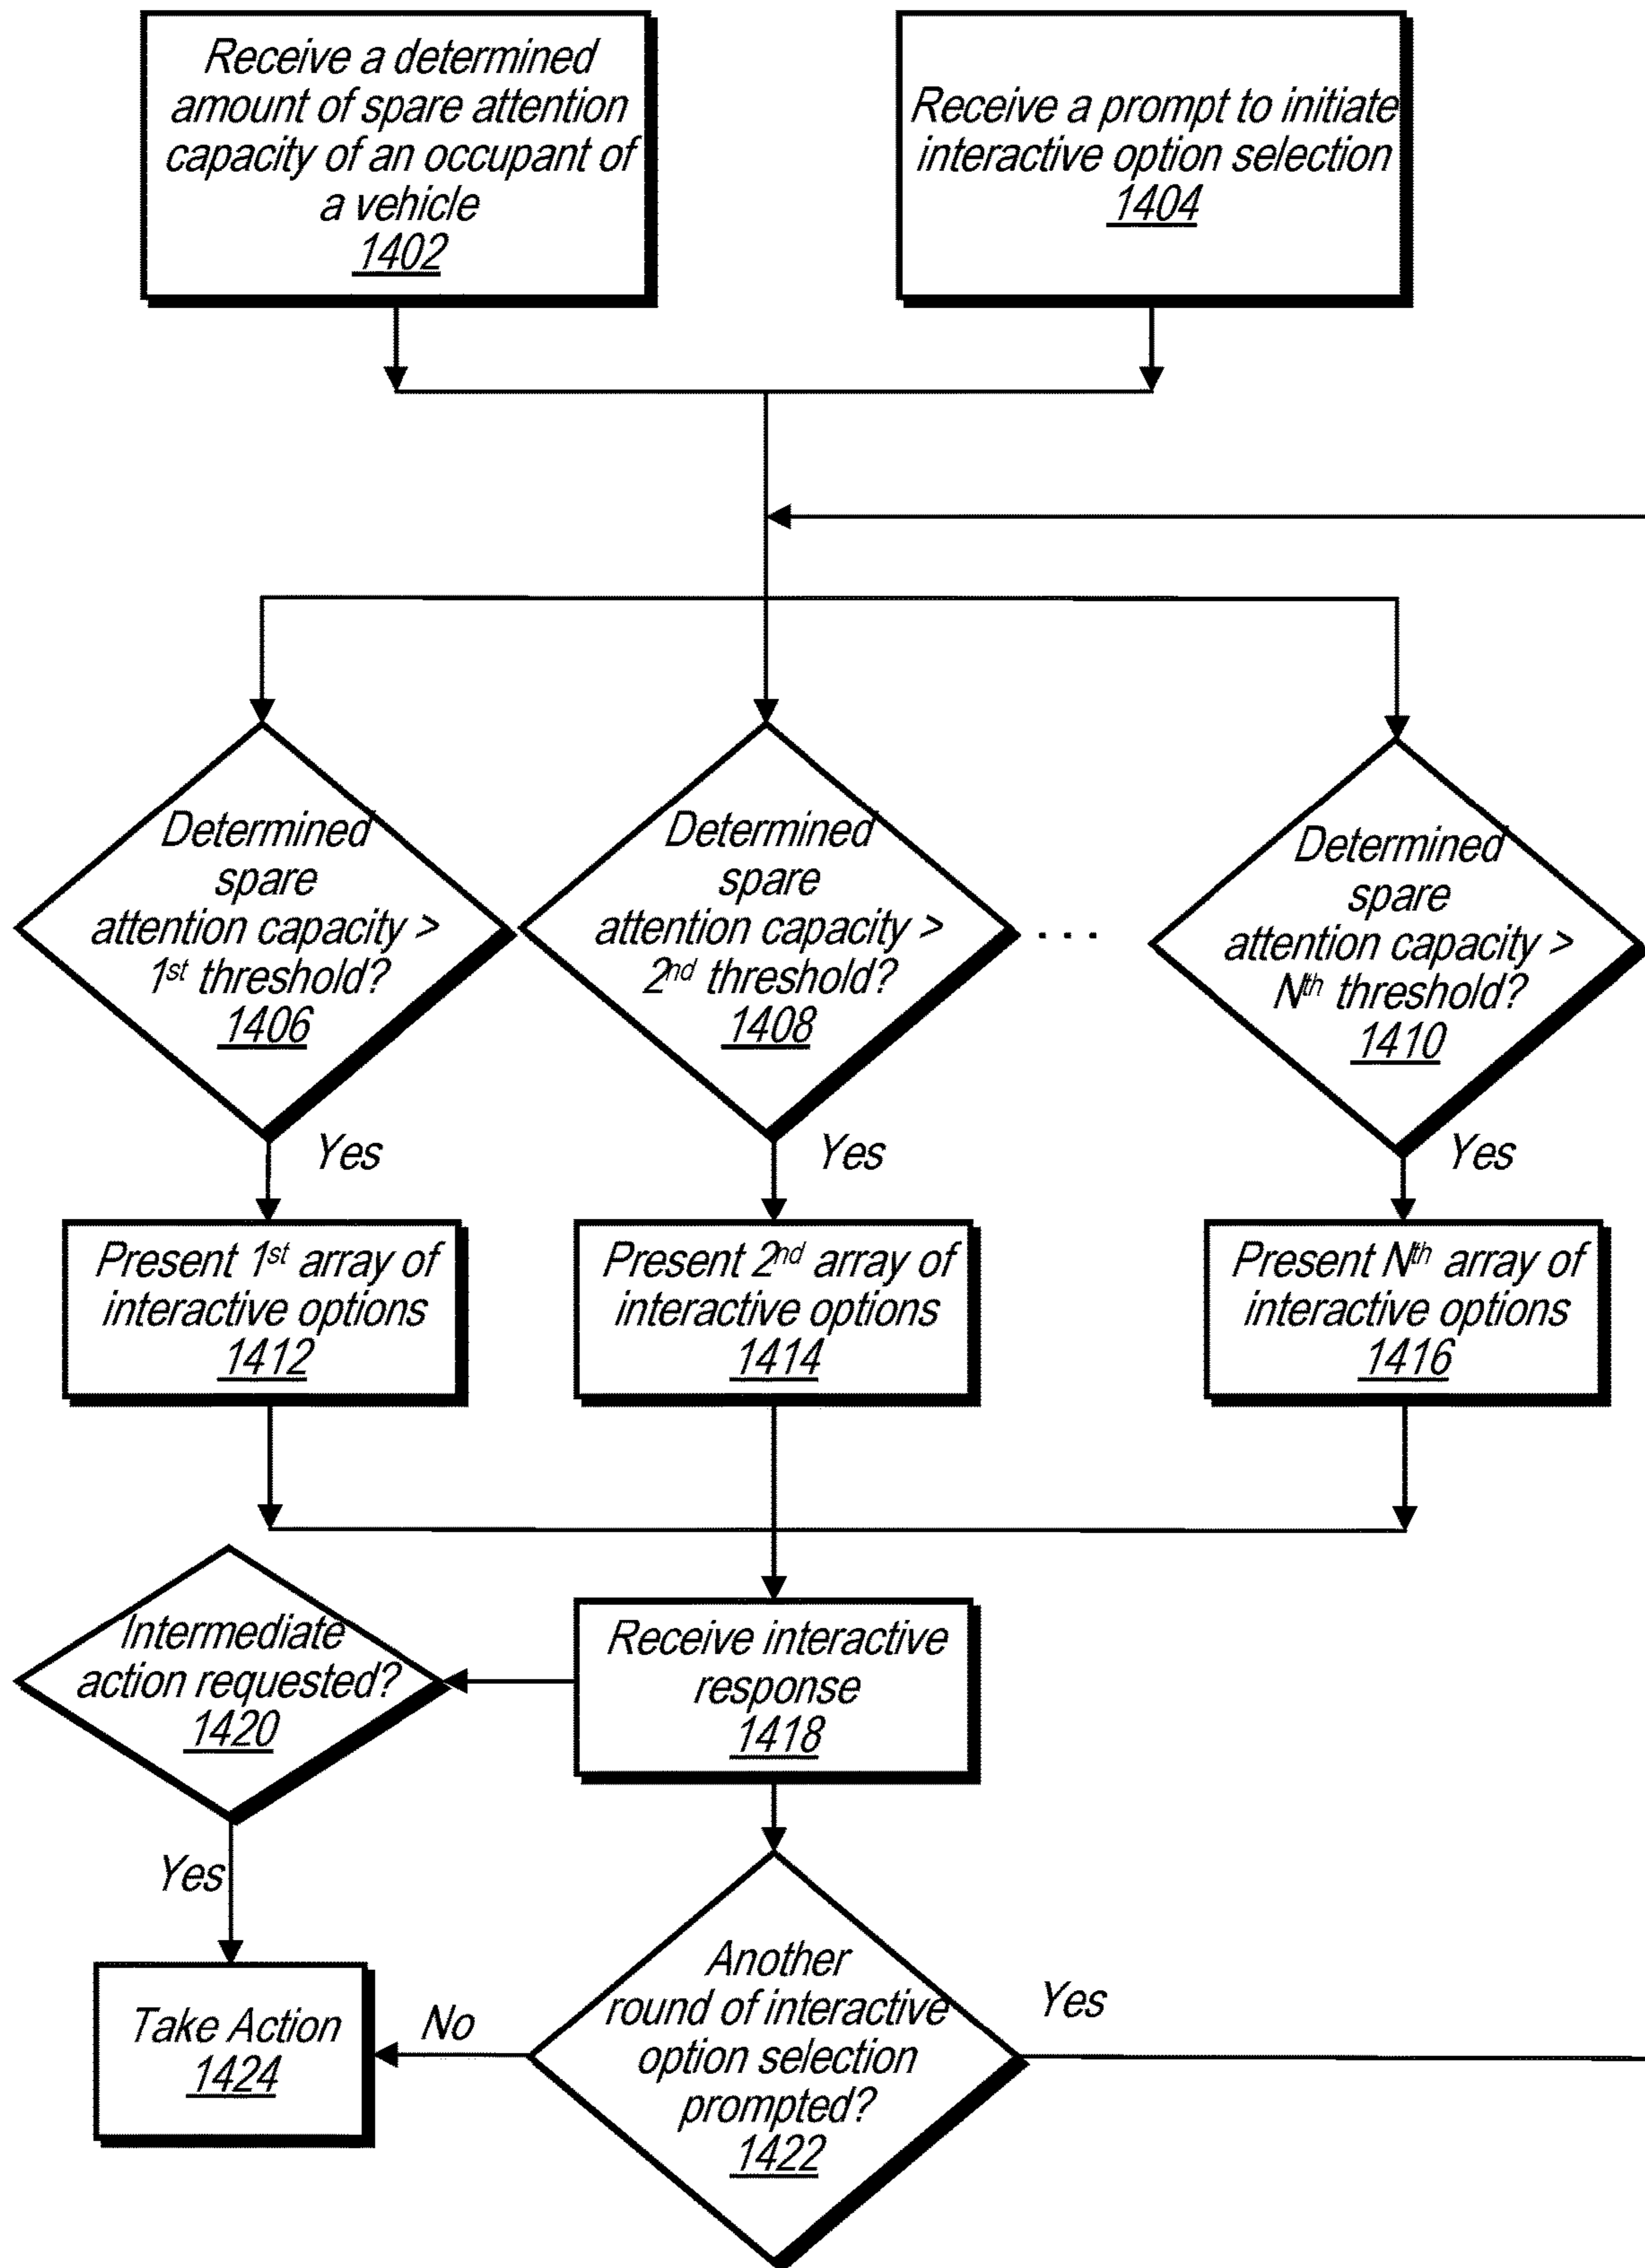 Receive a determined
amount of spare attention
capacity of an occupant of
a vehicle
1402
Receive a prompt to initiate
interactive option selection
1404
Determined
spare
attention capacity >
1st threshold?
1406
Determined
spare
attention capacity >
2nd threshold?
1408
. . .
Determined
spare
attention capacity >
Nth threshold?
1410
Yes
Yes
Yes
Present 1st array of
interactive options
1412
Present 2nd array of
interactive options
1414
Present Nth array of
interactive options
1416
Intermediate
action requested?
1420
Receive interactive
response
1418
Yes
Take Action
1424
No
Another
round of interactive
option selection
prompted?
1422
Yes